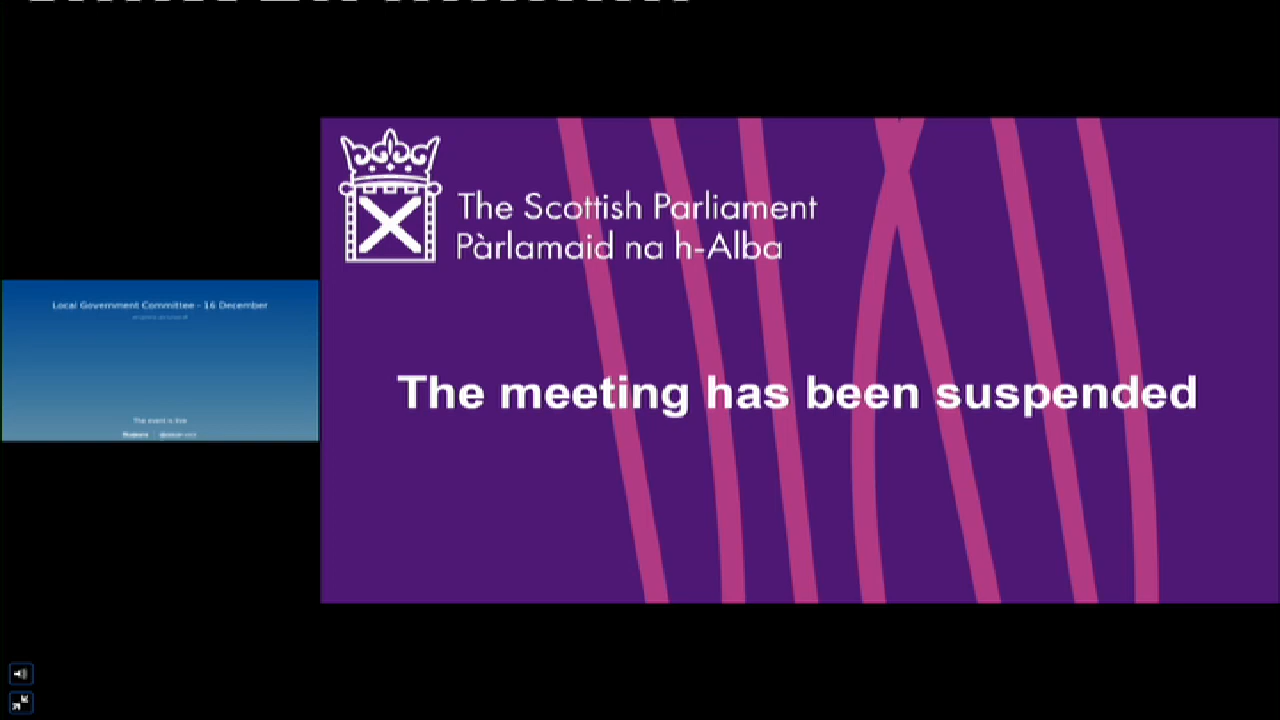 The Scottish Parliament
Pàrlamaid na h-Alba
Local Government Committee - 16 December
The event is live
The meeting has been suspended